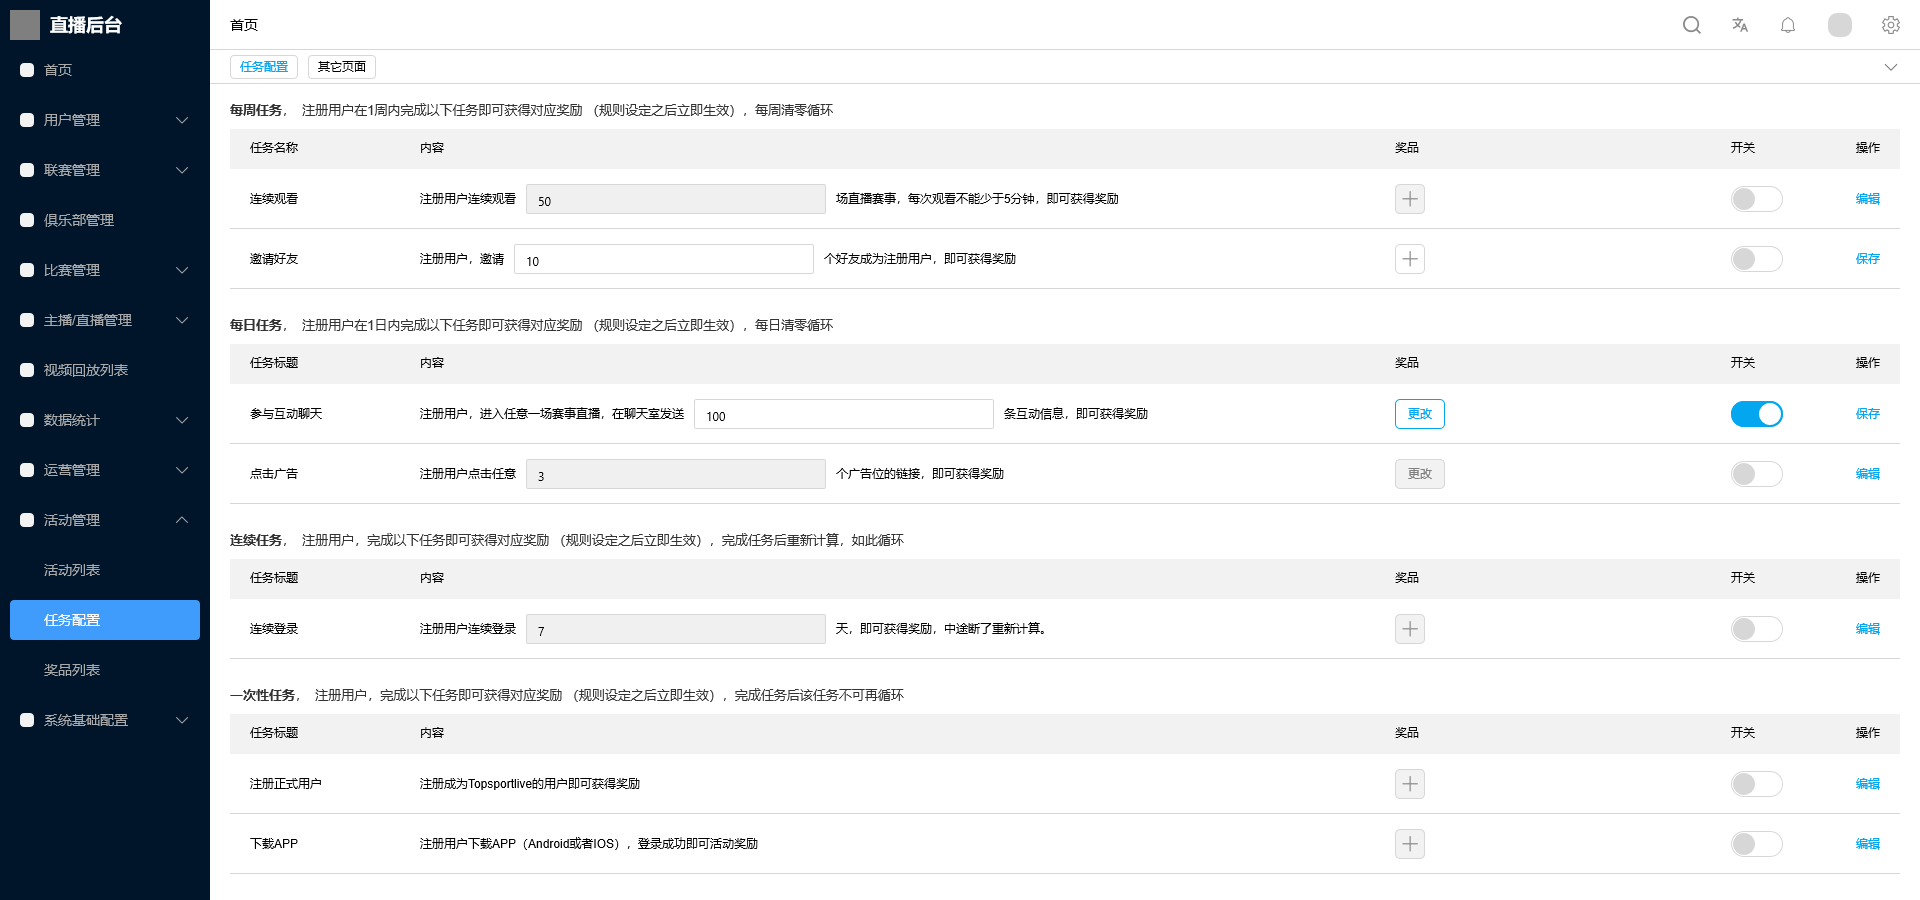 直播后台
首页
用户管理
联赛管理
俱乐部管理
比赛管理
主播/直播管理
视频回放列表
数据统计
运营管理
活动管理
活动列表
任务配置
奖品列表
系统基础配置
首页
任务配置 其它页面
每周任务， 注册用户在1周内完成以下任务即可获得对应奖励 （规则设定之后立即生效），每周清零循环
任务名称 内容 奖品 开关 操作
连续观看 注册用户连续观看 50 场直播赛事，每次观看不能少于5分钟，即可获得奖励 编辑
邀请好友 注册用户，邀请 10 个好友成为注册用户，即可获得奖励 保存
每日任务， 注册用户在1日内完成以下任务即可获得对应奖励 （规则设定之后立即生效），每日清零循环
任务标题 内容 奖品 开关 操作
参与互动聊天 注册用户，进入任意一场赛事直播，在聊天室发送 100 条互动信息，即可获得奖励 更改 保存
点击广告 注册用户点击任意 3 个广告位的链接，即可获得奖励 更改 编辑
连续任务， 注册用户，完成以下任务即可获得对应奖励 （规则设定之后立即生效），完成任务后重新计算，如此循环
任务标题 内容 奖品 开关 操作
连续登录 注册用户连续登录 7 天，即可获得奖励，中途断了重新计算。 编辑
一次性任务， 注册用户，完成以下任务即可获得对应奖励 （规则设定之后立即生效），完成任务后该任务不可再循环
任务标题 内容 奖品 开关 操作
注册正式用户 注册成为Topsportlive的用户即可获得奖励 编辑
下载APP 注册用户下载APP（Android或者IOS），登录成功即可活动奖励 编辑